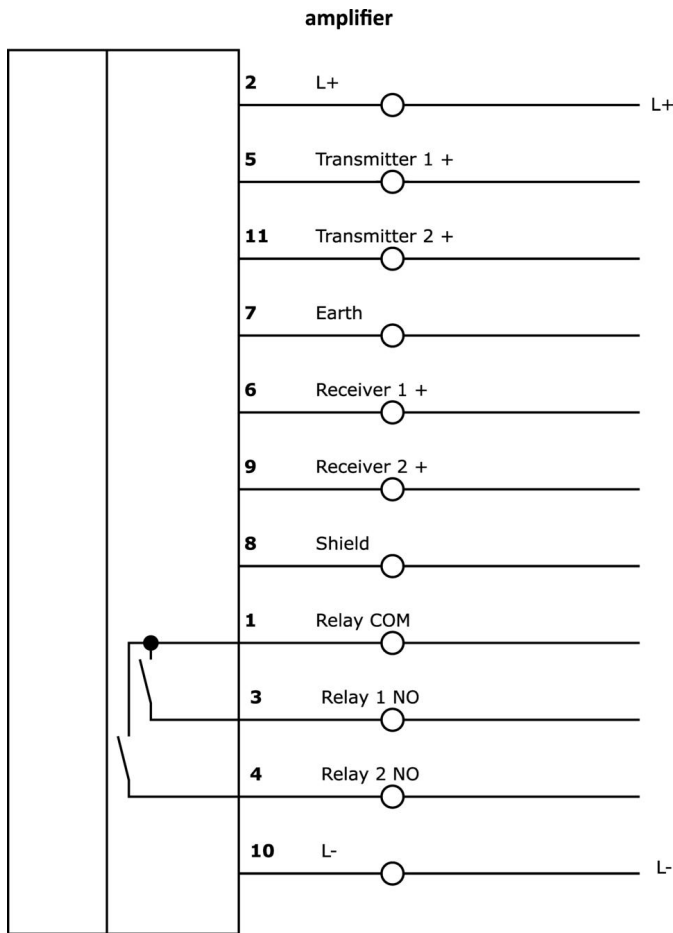 amplifier
2 L+
L+
5 Transmitter 1 +
11 Transmitter 2 +
7 Earth
6 Receiver 1 +
9 Receiver 2 +
8 Shield
1 Relay COM
3 Relay 1 NO
4 Relay 2 NO
10 L-
L-